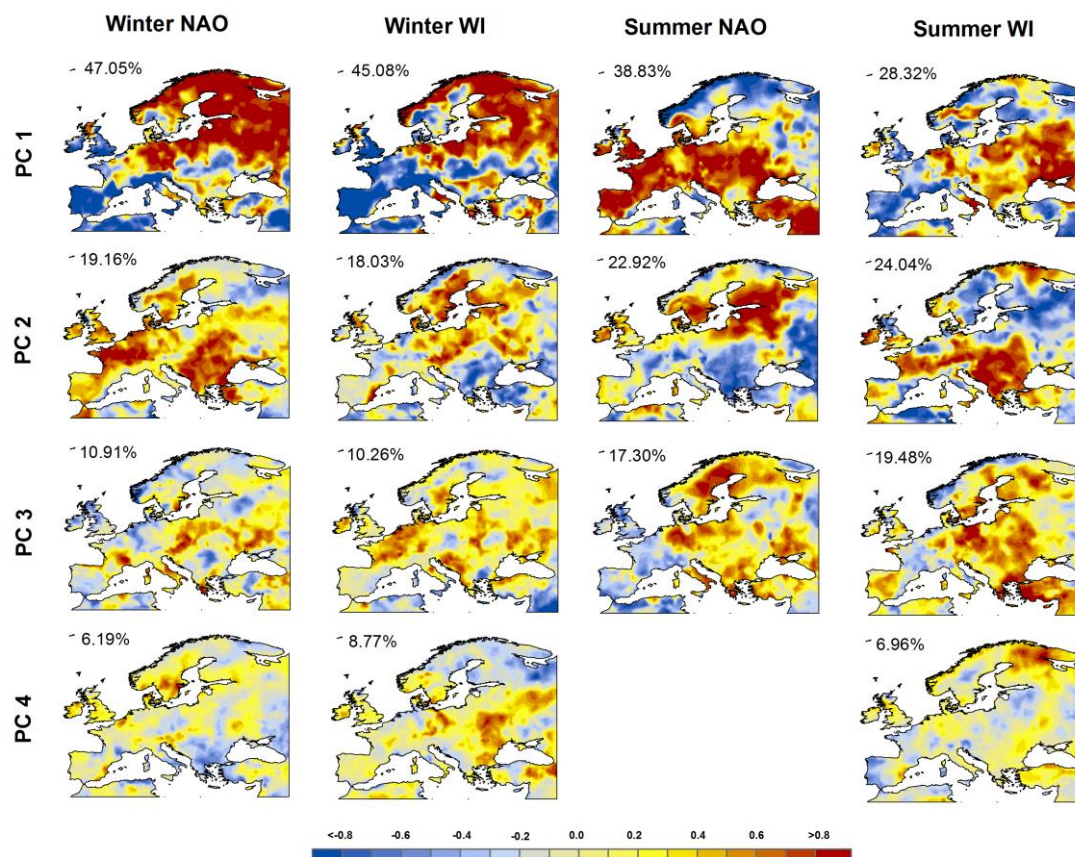 Winter NAO Winter WI Summer NAO Summer WI
PC 1
47.05% 45.08% 38.83% 28.32%
PC 2
19.16% 18.03% 22.92% 24.04%
PC 3
10.91% 10.26% 17.30% 19.48%
PC 4
6.19% 8.77% 6.96%
<-0.8 -0.6 -0.4 -0.2 0.0 0.2 0.4 0.6 >0.8